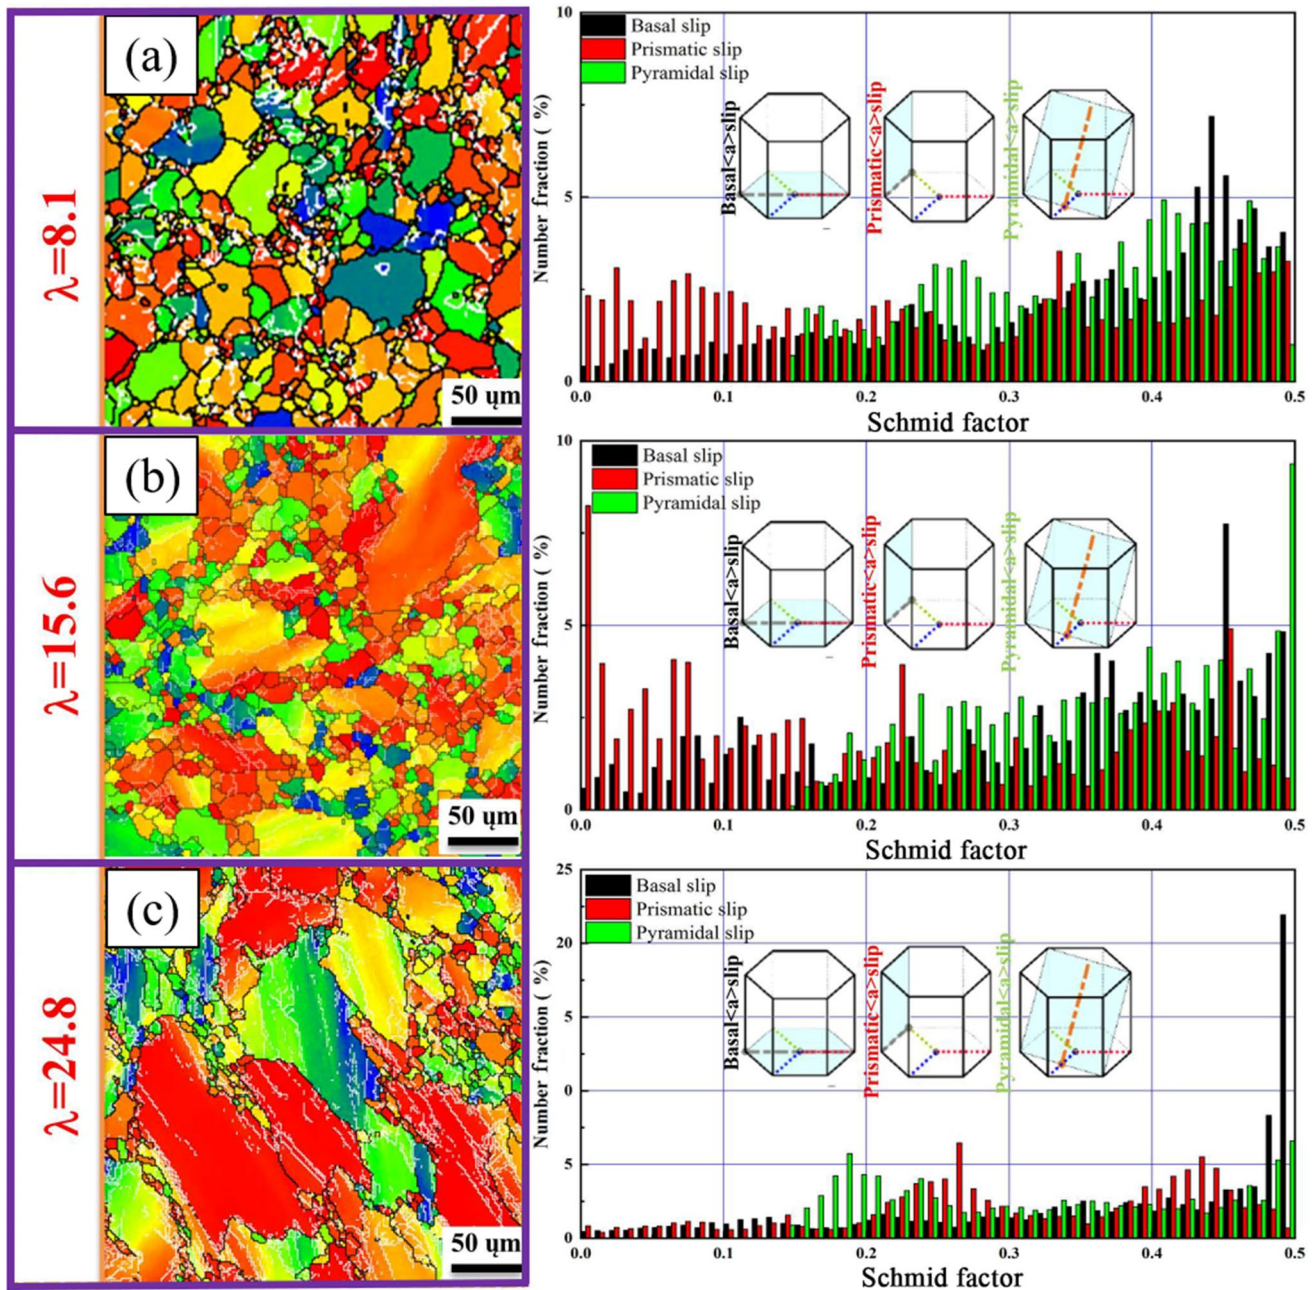 (a)
λ=8.1
50 ųm
10
5
0
Number fraction ( %)
Basal slip
Prismatic slip
Pyramidal slip
Basal<a>slip
Prismatic<a>slip
Pyramidal<a>slip
0.0 0.1 0.2 0.3 0.4 0.5
Schmid factor
(b)
λ=15.6
50 ųm
10
5
0
Number fraction ( %)
Basal slip
Prismatic slip
Pyramidal slip
Basal<a>slip
Prismatic<a>slip
Pyramidal<a>slip
0.0 0.1 0.2 0.3 0.4 0.5
Schmid factor
(c)
λ=24.8
50 ųm
25
20
5
0
5
0
Number fraction ( %)
Basal slip
Prismatic slip
Pyramidal slip
Basal<a>slip
Prismatic<a>slip
Pyramidal<a>slip
0.0 0.1 0.2 0.3 0.4 0.5
Schmid factor